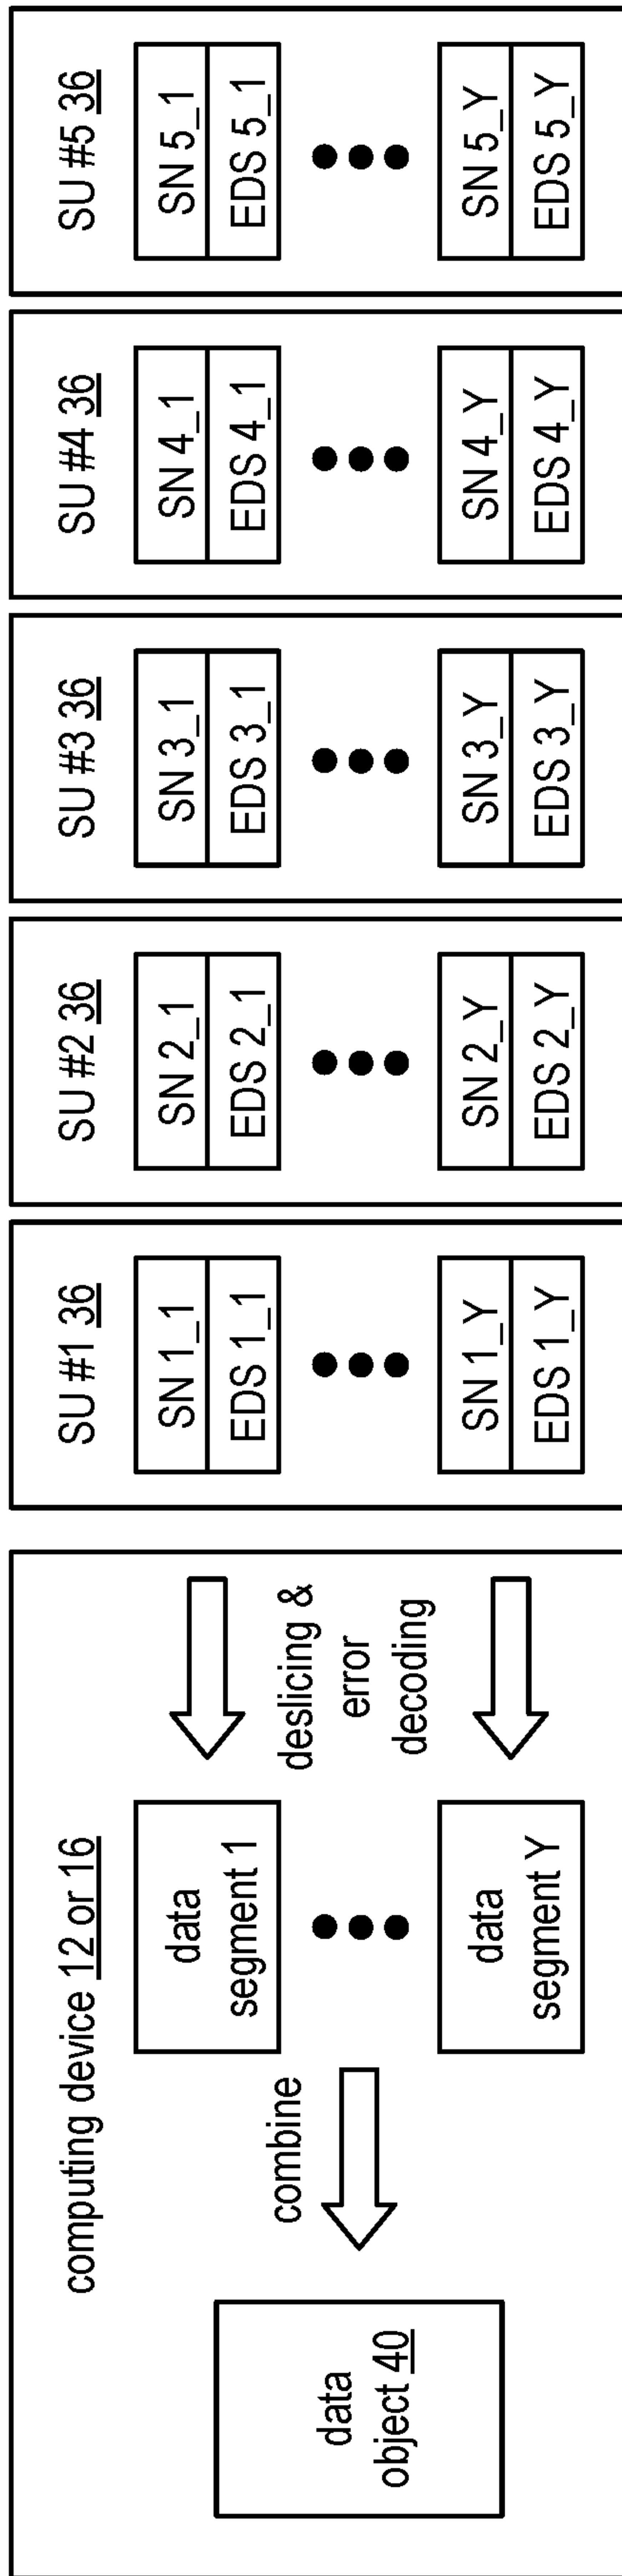 computing device 12 or 16
data
object 40
combine
data
segment 1
data
segment Y
deslicing &
error
decoding
SU #1 36
SN 1_1
EDS 1_1
SN 1_Y
EDS 1_Y
SU #2 36
SN 2_1
EDS 2_1
SN 2_Y
EDS 2_Y
SU #3 36
SN 3_1
EDS 3_1
SN 3_Y
EDS 3_Y
SU #4 36
SN 4_1
EDS 4_1
SN 4_Y
EDS 4_Y
SU #5 36
SN 5_1
EDS 5_1
SN 5_Y
EDS 5_Y